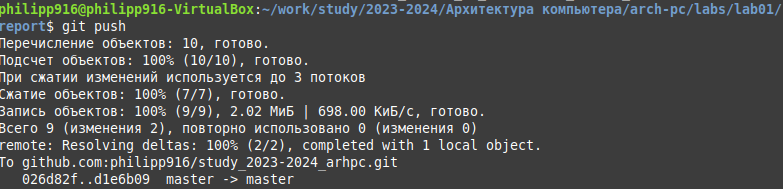 philipp916@philipp916-VirtualBox:~/work/study/2023-2024/Архитектура компьютера/arch-pc/labs/lab01/
report$ git push
Перечисление объектов: 10, готово.
Подсчет объектов: 100% (10/10), готово.
При сжатии изменений используется до 3 потоков
Сжатие объектов: 100% (7/7), готово.
Запись объектов: 100% (9/9), 2.02 МиБ | 698.00 КиБ/с, готово.
Всего 9 (изменения 2), повторно использовано 0 (изменения 0)
remote: Resolving deltas: 100% (2/2), completed with 1 local object.
To github.com:philipp916/study_2023-2024_arhpc.git
   026d82f..d1e6b09  master -> master